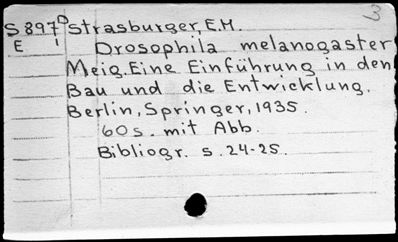 3
S 897 D Strasburger, E.M.
E 1 Drosophila melanogaster
Meig. Eine Einführung in den
Bau und die Entwicklung.
Berlin, Springer, 1935.
60 s. mit Abb.
Bibliogr. s. 24-25.